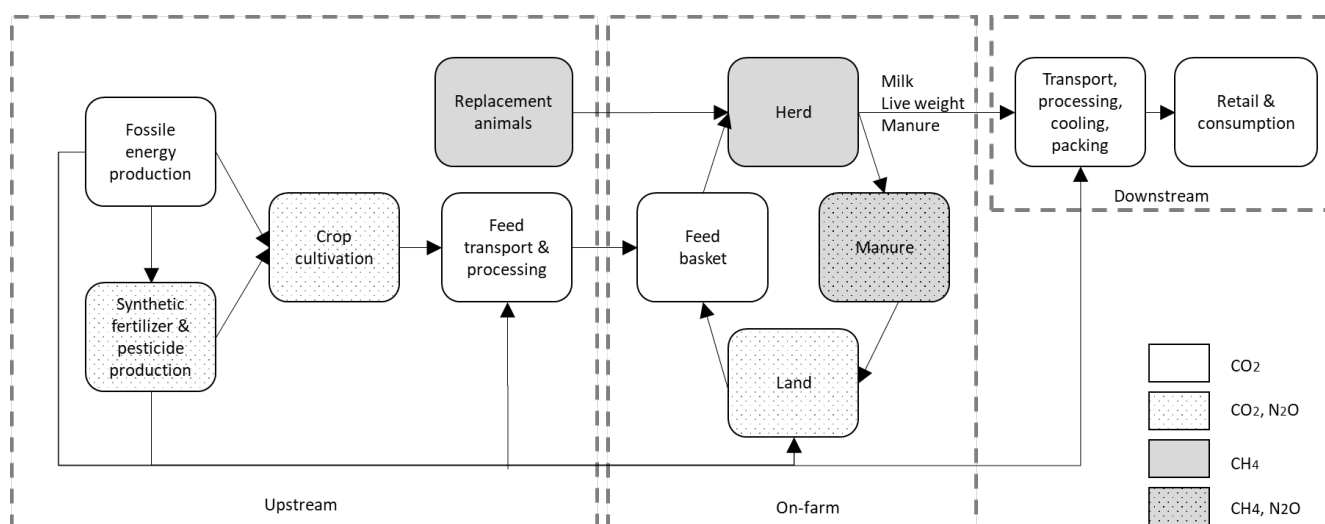 Fossile
energy
production
Synthetic
fertilizer &
pesticide
production
Crop
cultivation
Replacement
animals
Feed
transport &
processing
Upstream
Herd
Milk
Live weight
Manure
Feed
basket
Manure
Land
On-farm
Transport,
processing,
cooling,
packing
Retail &
consumption
Downstream
CO2
CO2, N2O
CH4
CH4, N2O